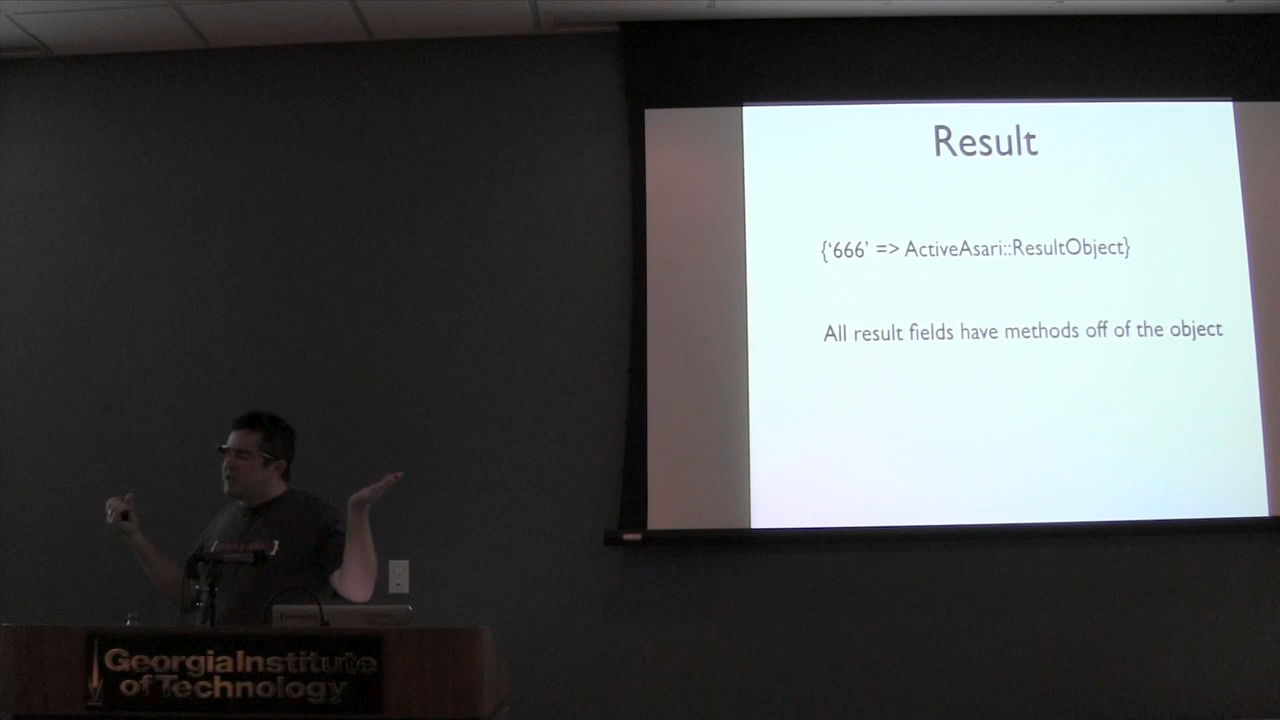 Result
{‘666’ => ActiveAsari::ResultObject}
All result fields have methods off of the object
GeorgiaInstitute
of Technology